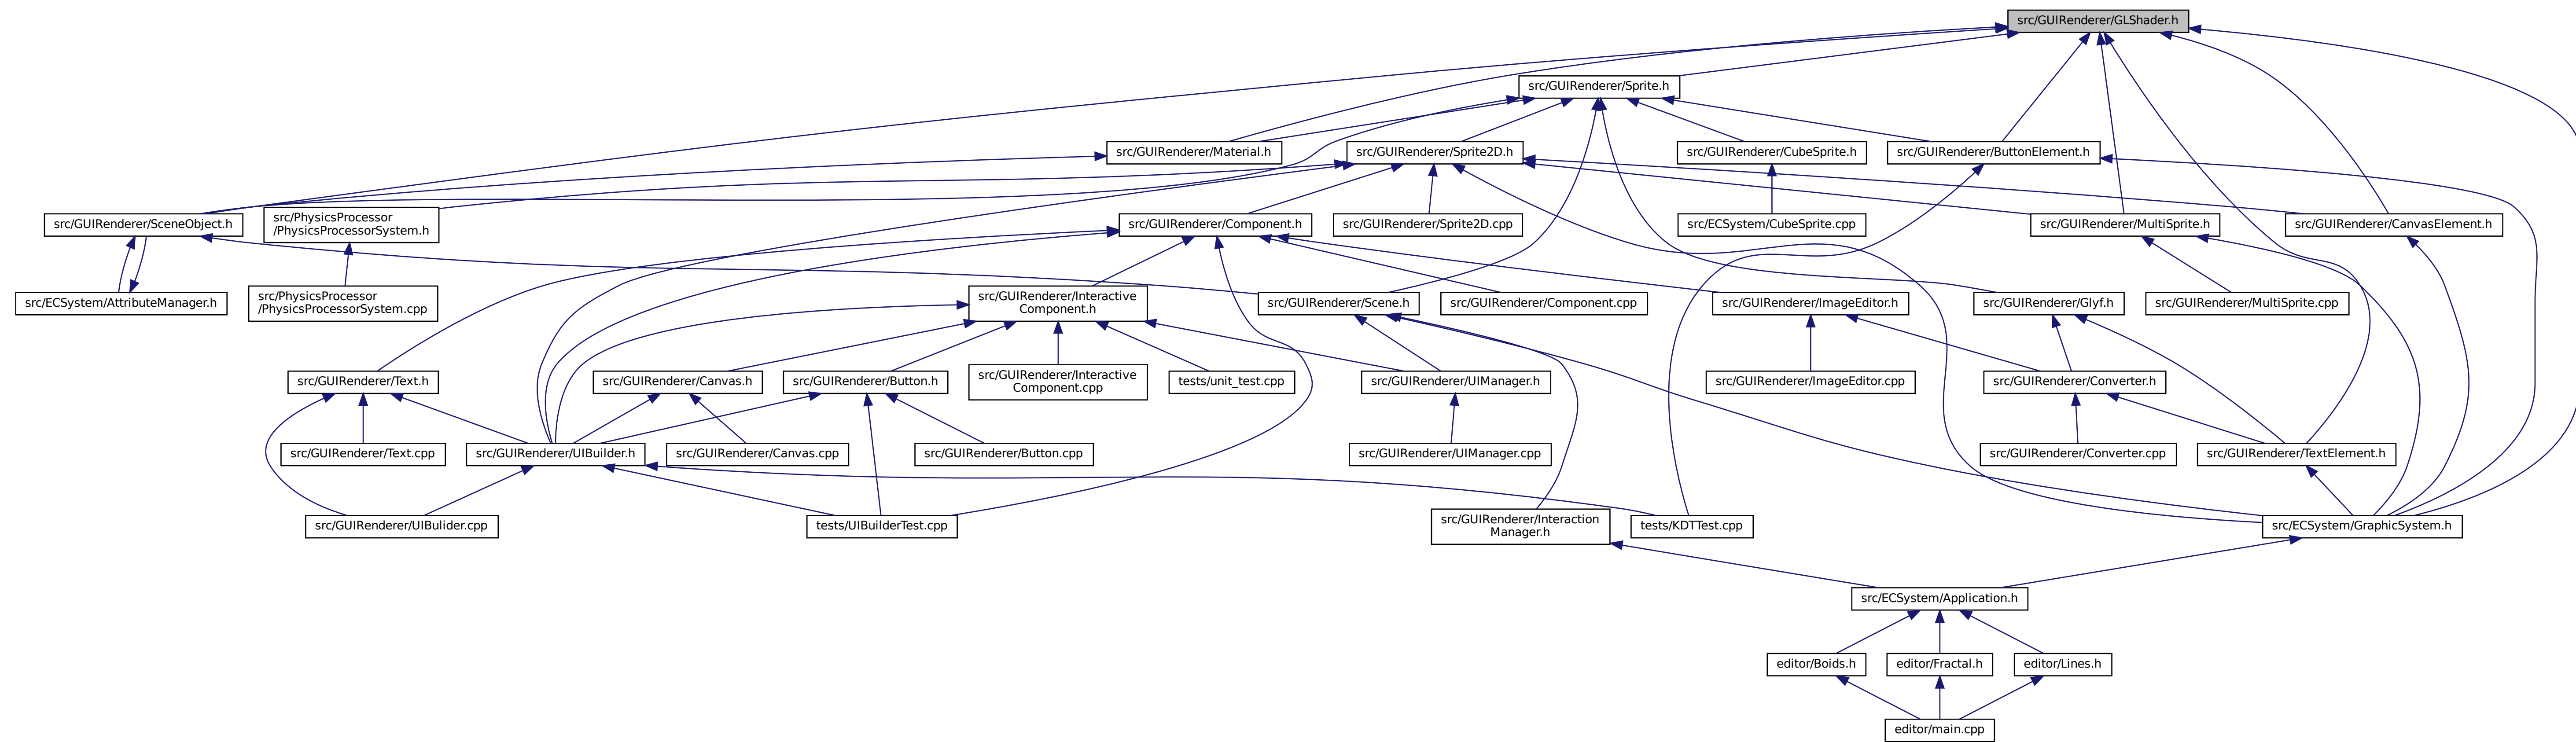 src/GUIRenderer/GLShader.h
src/GUIRenderer/Sprite.h
src/GUIRenderer/Material.h
src/GUIRenderer/Sprite2D.h
src/GUIRenderer/CubeSprite.h
src/GUIRenderer/ButtonElement.h
src/GUIRenderer/SceneObject.h
src/PhysicsProcessor
/PhysicsProcessorSystem.h
src/GUIRenderer/Component.h
src/GUIRenderer/Sprite2D.cpp
src/ECSystem/CubeSprite.cpp
src/GUIRenderer/MultiSprite.h
src/GUIRenderer/CanvasElement.h
src/ECSystem/AttributeManager.h
src/PhysicsProcessor
/PhysicsProcessorSystem.cpp
src/GUIRenderer/Interactive
Component.h
src/GUIRenderer/Scene.h
src/GUIRenderer/Component.cpp
src/GUIRenderer/ImageEditor.h
src/GUIRenderer/Glyf.h
src/GUIRenderer/MultiSprite.cpp
src/GUIRenderer/Text.h
src/GUIRenderer/Canvas.h
src/GUIRenderer/Button.h
src/GUIRenderer/Interactive
Component.cpp
tests/unit_test.cpp
src/GUIRenderer/UIManager.h
src/GUIRenderer/ImageEditor.cpp
src/GUIRenderer/Converter.h
src/GUIRenderer/Text.cpp
src/GUIRenderer/UIBuilder.h
src/GUIRenderer/Canvas.cpp
src/GUIRenderer/Button.cpp
src/GUIRenderer/UIManager.cpp
src/GUIRenderer/Converter.cpp
src/GUIRenderer/TextElement.h
src/GUIRenderer/UIBulider.cpp
tests/UIBuilderTest.cpp
src/GUIRenderer/Interaction
Manager.h
tests/KDTTest.cpp
src/ECSystem/GraphicSystem.h
src/ECSystem/Application.h
editor/Boids.h
editor/Fractal.h
editor/Lines.h
editor/main.cpp